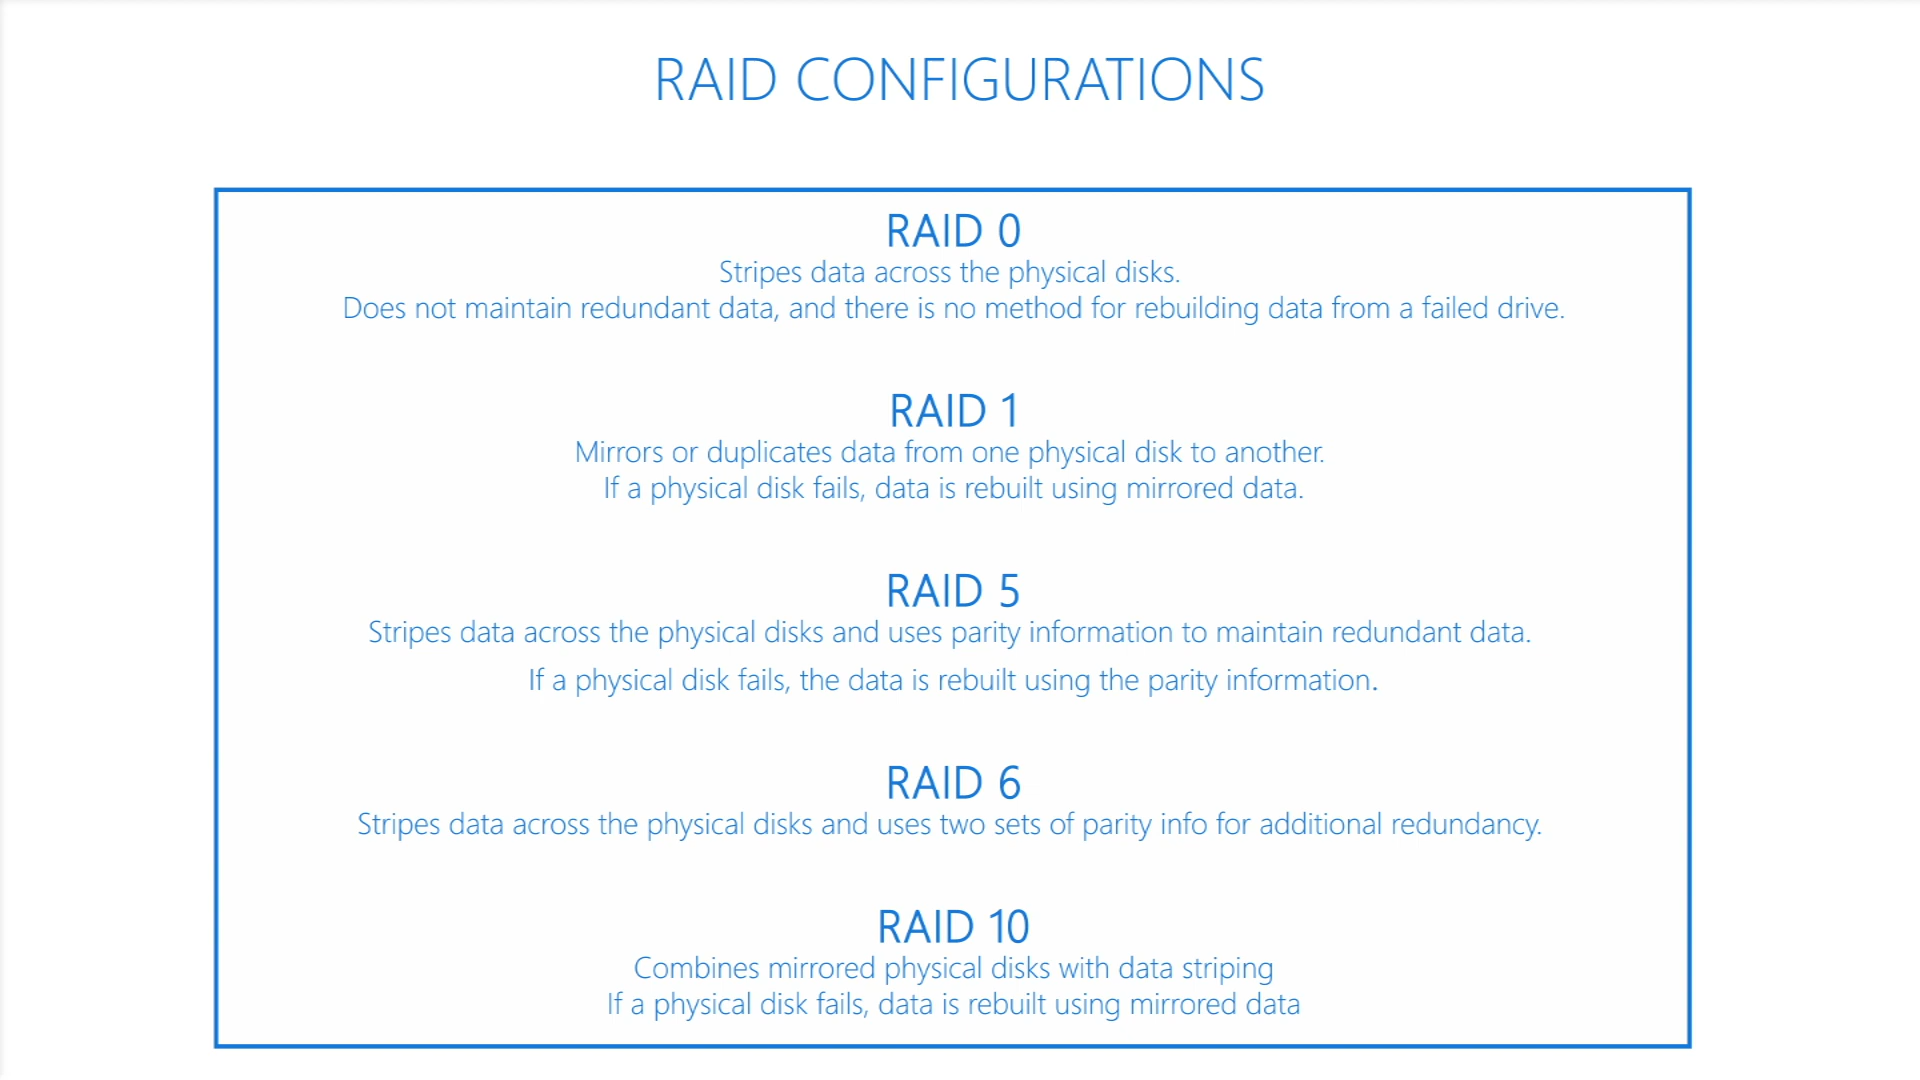 RAID CONFIGURATIONS
RAID 0
Stripes data across the physical disks.
Does not maintain redundant data, and there is no method for rebuilding data from a failed drive.
RAID 1
Mirrors or duplicates data from one physical disk to another.
If a physical disk fails, data is rebuilt using mirrored data.
RAID 5
Stripes data across the physical disks and uses parity information to maintain redundant data.
If a physical disk fails, the data is rebuilt using the parity information.
RAID 6
Stripes data across the physical disks and uses two sets of parity info for additional redundancy.
RAID 10
Combines mirrored physical disks with data striping
If a physical disk fails, data is rebuilt using mirrored data